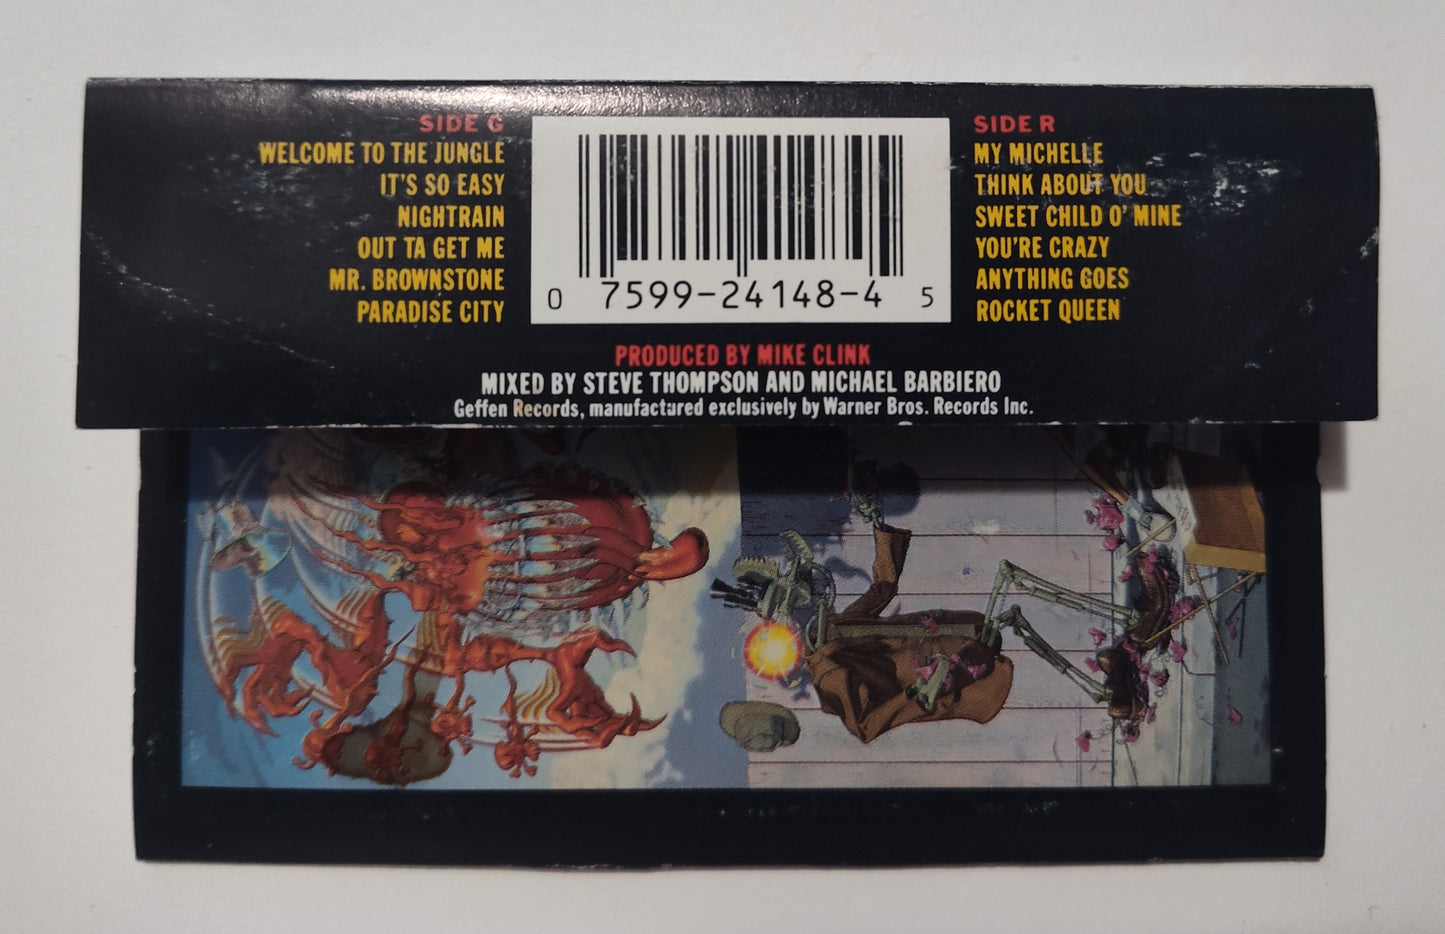 SIDE G
WELCOME TO THE JUNGLE
IT'S SO EASY
NIGHTRAIN
OUT TA GET ME
MR. BROWNSTONE
PARADISE CITY
0 7599-24148-4 5
SIDE R
MY MICHELLE
THINK ABOUT YOU
SWEET CHILD O' MINE
YOU'RE CRAZY
ANYTHING GOES
ROCKET QUEEN
PRODUCED BY MIKE CLINK
MIXED BY STEVE THOMPSON AND MICHAEL BARBIERO
Geffen Records, manufactured exclusively by Warner Bros. Records Inc.